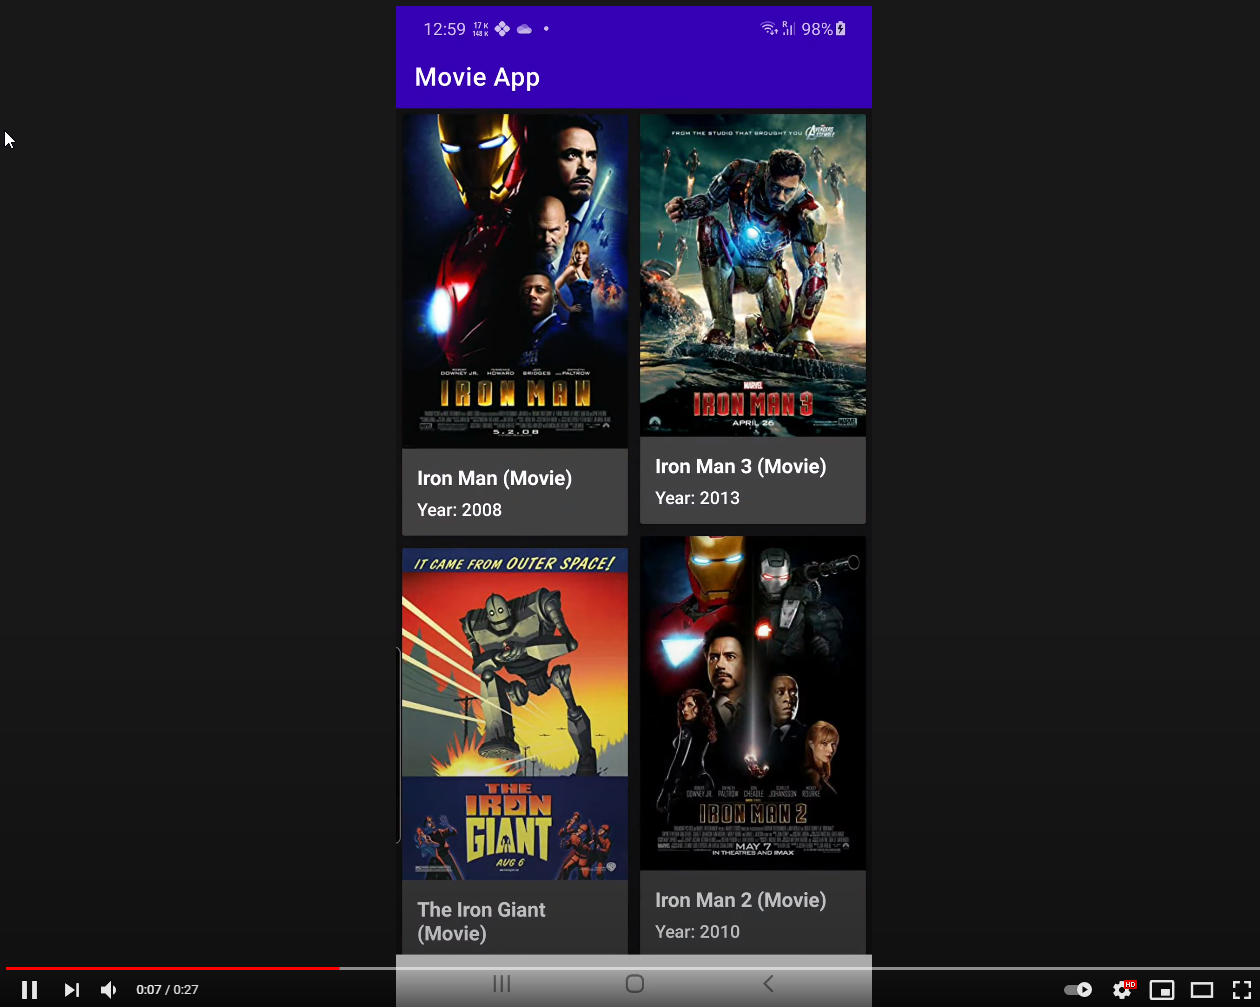 12:59 17 K 148 K R 98%
Movie App
ROBERT DOWNEY JR. TERRENCE HOWARD JEFF BRIDGES AND GWYNETH PALTROW
IRON MAN
5.2.08
Iron Man (Movie)
Year: 2008
FROM THE STUDIO THAT BROUGHT YOU AVENGERS
MARVEL
IRON MAN 3
APRIL 26
Iron Man 3 (Movie)
Year: 2013
IT CAME FROM OUTER SPACE!
THE
IRON
GIANT
AUG 6
The Iron Giant
(Movie)
ROBERT DOWNEY JR. GWYNETH PALTROW DON CHEADLE SCARLETT JOHANSSON MICKEY ROURKE
IRON MAN 2
MAY 7
IN THEATRES AND IMAX
Iron Man 2 (Movie)
Year: 2010
0:07 / 0:27
HD